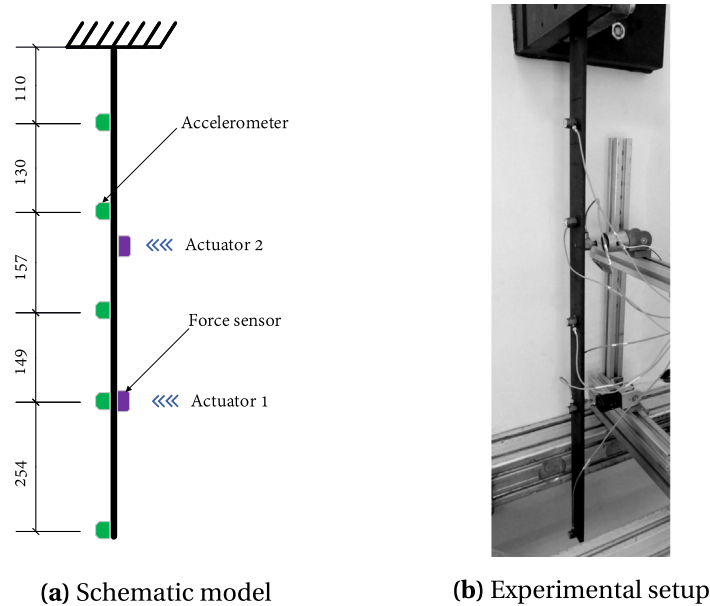 110
130
157
149
254
Accelerometer
Actuator 2
Force sensor
Actuator 1
(a) Schematic model
(b) Experimental setup